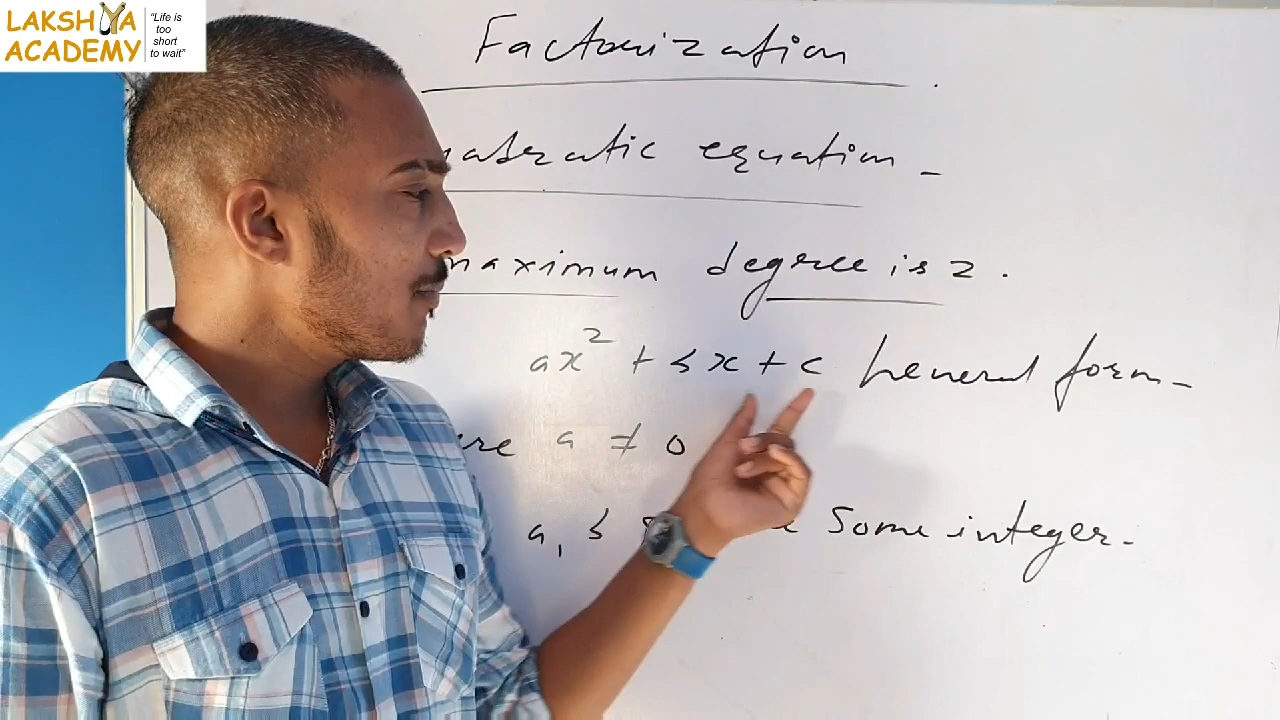 LAKSHYA
ACADEMY
“Life is
too
short
to wait”
Factorization
equation
maximum degree is 2.
ax² + bx + c General form
a ≠ 0
a, b some integer.